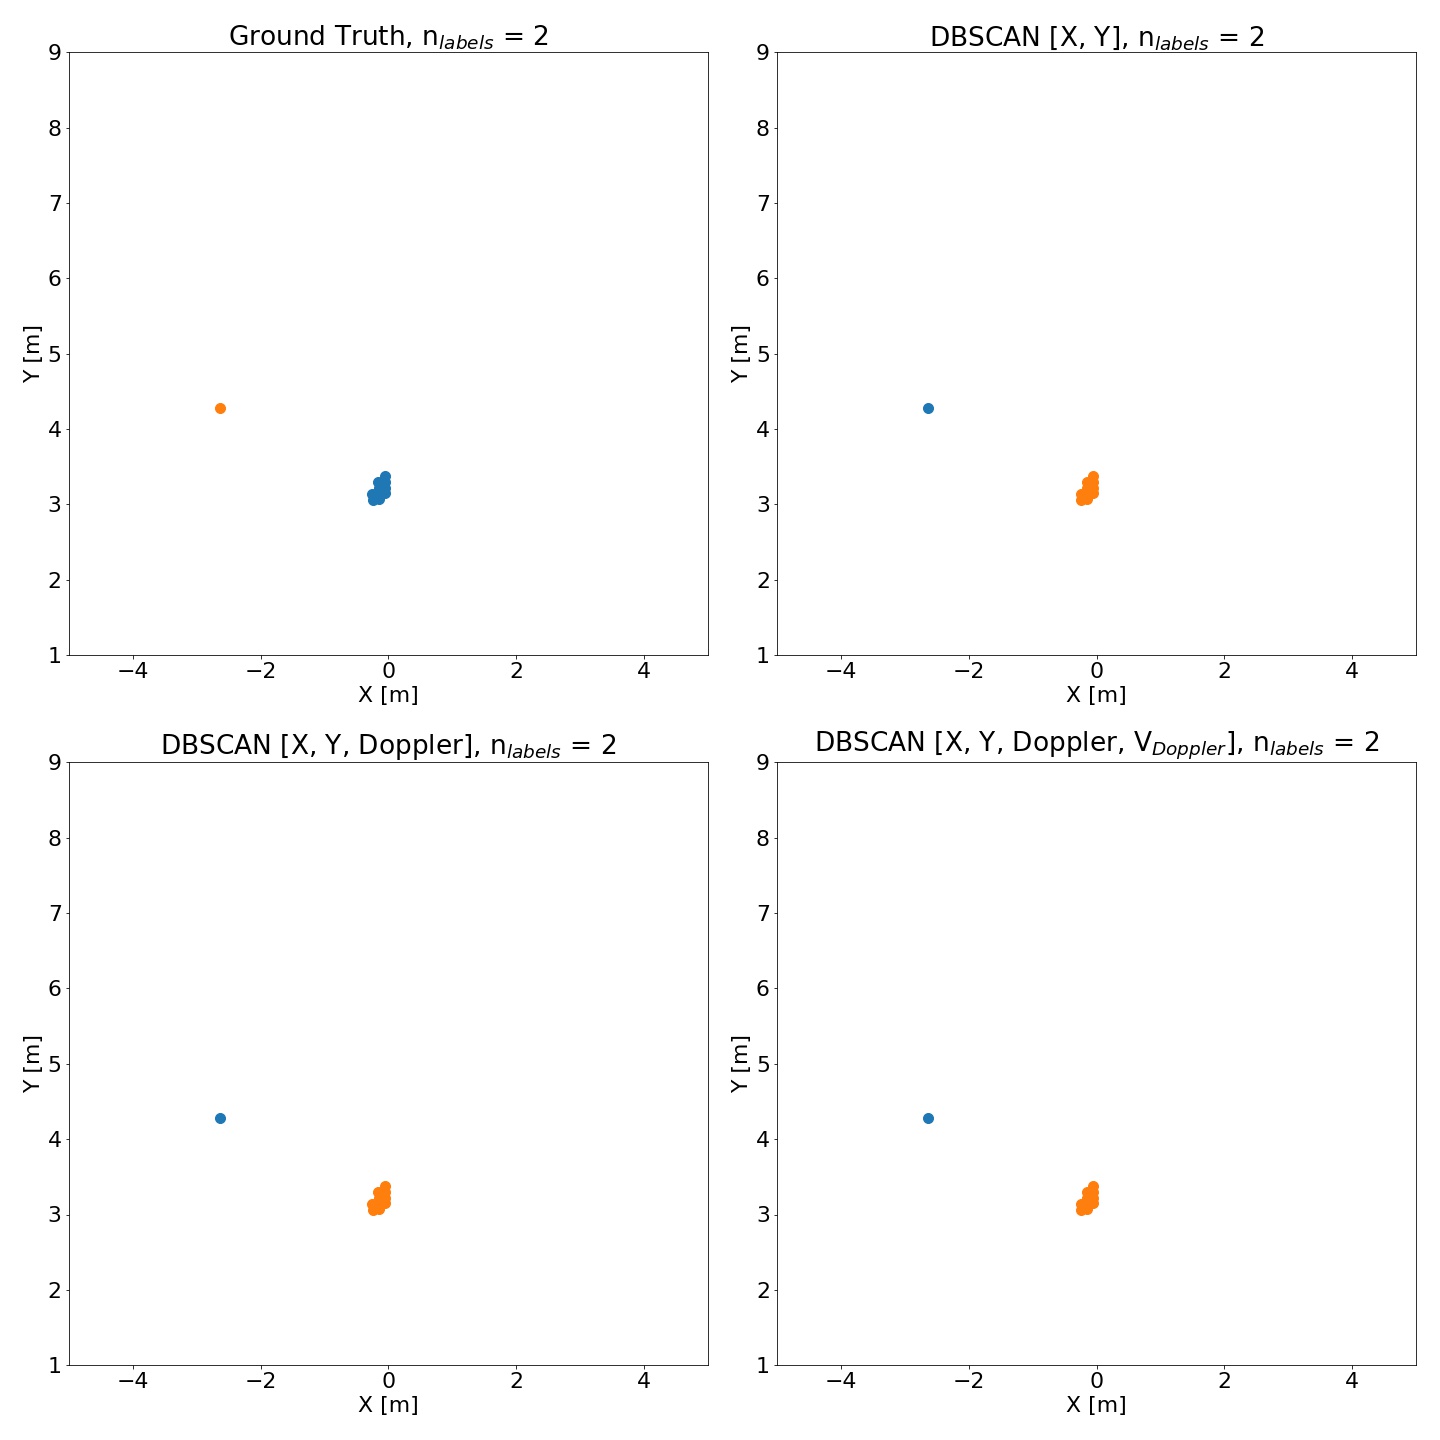 Ground Truth, n_labels = 2
9
8
7
6
5
4
3
2
1
Y [m]
−4 −2 0 2 4
X [m]
DBSCAN [X, Y], n_labels = 2
9
8
7
6
5
4
3
2
1
Y [m]
−4 −2 0 2 4
X [m]
DBSCAN [X, Y, Doppler], n_labels = 2
9
8
7
6
5
4
3
2
1
Y [m]
−4 −2 0 2 4
X [m]
DBSCAN [X, Y, Doppler, V_Doppler], n_labels = 2
9
8
7
6
5
4
3
2
1
Y [m]
−4 −2 0 2 4
X [m]